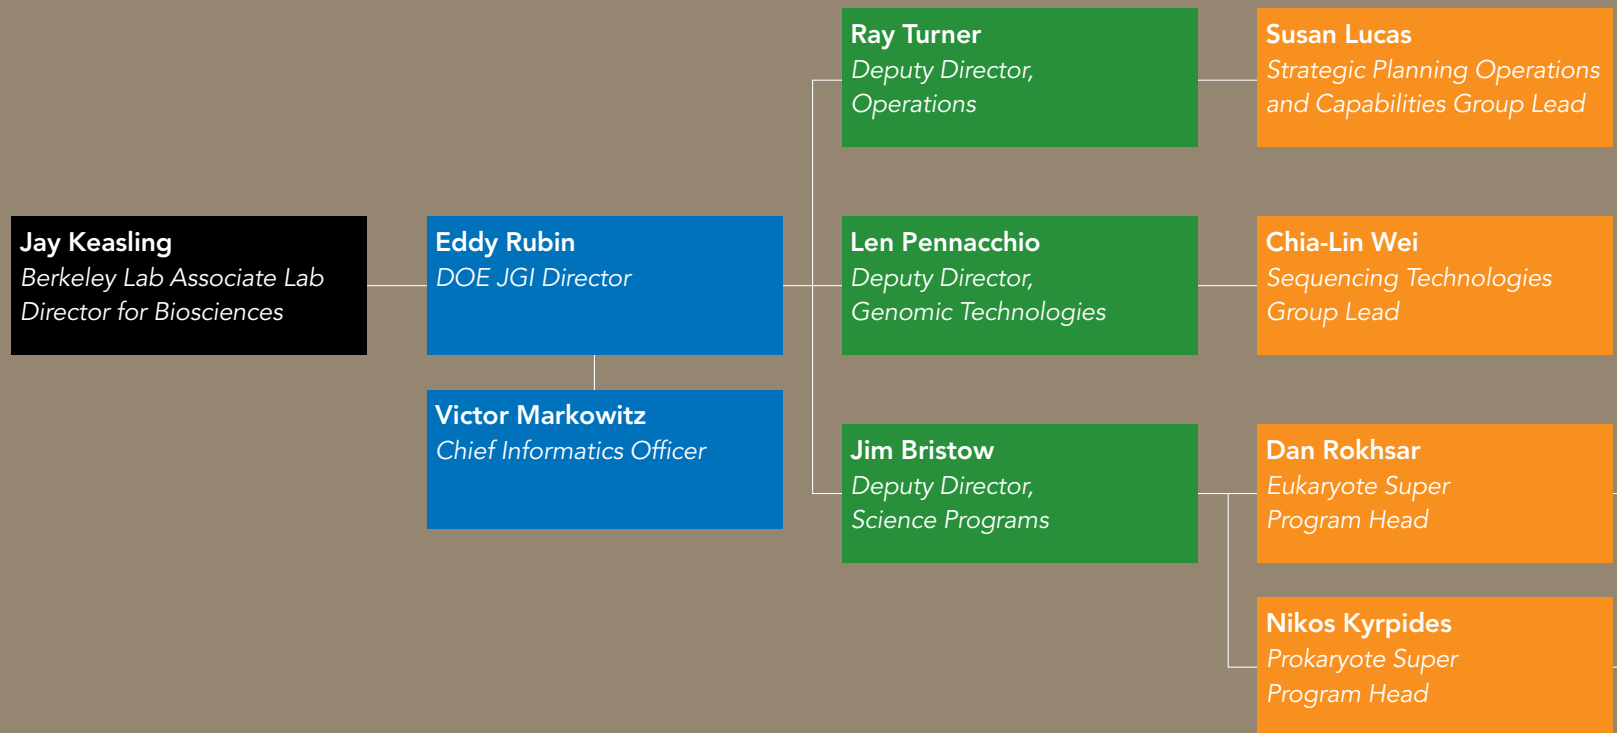 Ray Turner
Deputy Director,
Operations
Susan Lucas
Strategic Planning Operations
and Capabilities Group Lead
Jay Keasling
Berkeley Lab Associate Lab
Director for Biosciences
Eddy Rubin
DOE JGI Director
Len Pennacchio
Deputy Director,
Genomic Technologies
Chia-Lin Wei
Sequencing Technologies
Group Lead
Victor Markowitz
Chief Informatics Officer
Jim Bristow
Deputy Director,
Science Programs
Dan Rokhsar
Eukaryote Super
Program Head
Nikos Kyrpides
Prokaryote Super
Program Head